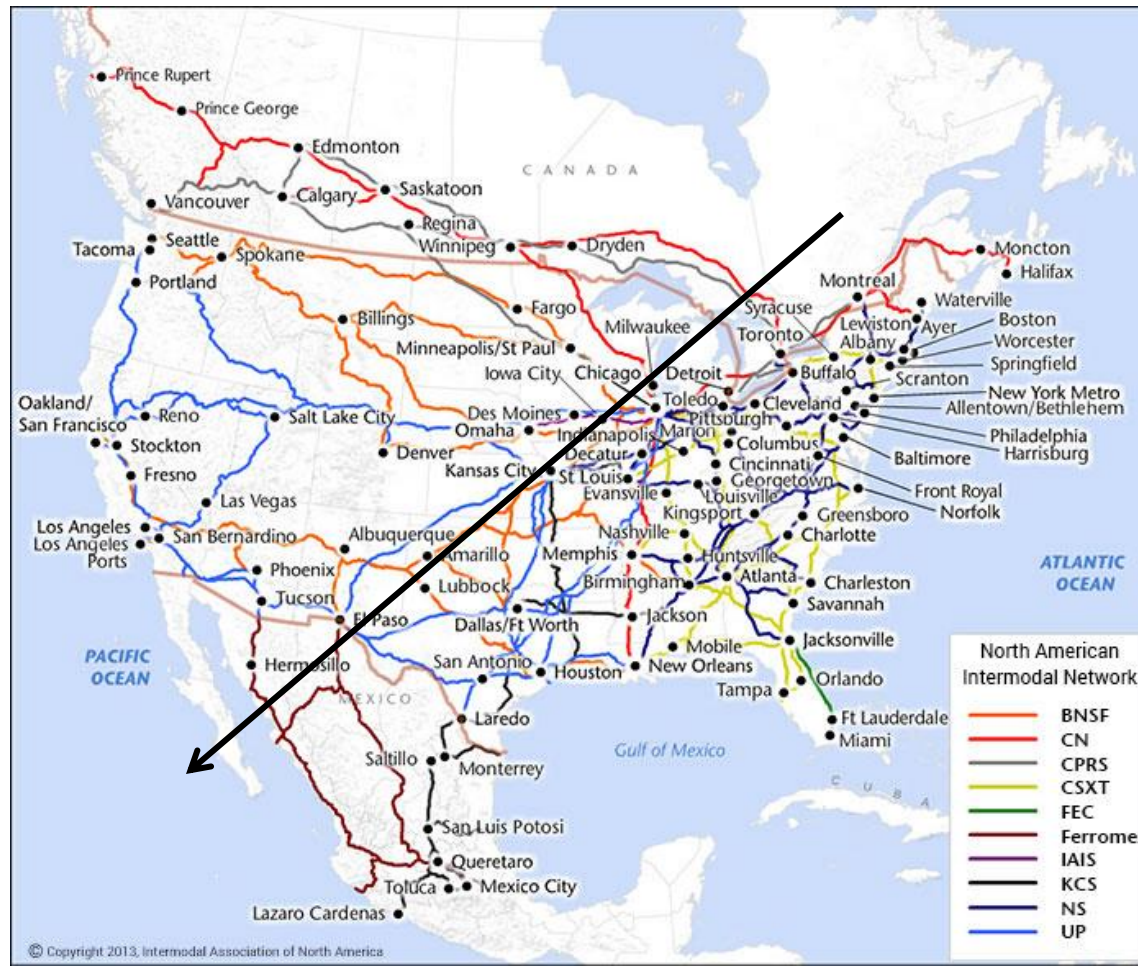 Prince Rupert
Prince George
Edmonton
CANADA
Saskatoon
Vancouver
Calgary
Regina
Winnipeg
Dryden
Seattle
Tacoma
Spokane
Moncton
Halifax
Portland
Montreal
Fargo
Syracuse
Waterville
Billings
Milwaukee
Toronto
Lewiston
Ayer
Boston
Albany
Worcester
Minneapolis/St Paul
Springfield
Iowa City
Chicago
Detroit
Buffalo
Scranton
Oakland/
San Francisco
Reno
Salt Lake City
Des Moines
Toledo
Cleveland
New York Metro
Allentown/Bethlehem
Omaha
Pittsburgh
Philadelphia
Indianapolis
Marion
Harrisburg
Stockton
Denver
Decatur
Columbus
Baltimore
Kansas City
St Louis
Cincinnati
Fresno
Georgetown
Front Royal
Las Vegas
Evansville
Louisville
Norfolk
Kingsport
Greensboro
Los Angeles
Los Angeles
Ports
San Bernardino
Albuquerque
Amarillo
Nashville
Charlotte
Memphis
Huntsville
ATLANTIC
OCEAN
Phoenix
Lubbock
Birmingham
Atlanta
Charleston
Tucson
Savannah
El Paso
Dallas/Ft Worth
Jackson
Jacksonville
PACIFIC
OCEAN
Hermosillo
San Antonio
Houston
Mobile
New Orleans
Orlando
MEXICO
Tampa
Laredo
Ft Lauderdale
Miami
Saltillo
Monterrey
Gulf of Mexico
CUBA
San Luis Potosi
Queretaro
Toluca
Mexico City
Lazaro Cardenas
North American
Intermodal Network
BNSF
CN
CPRS
CSXT
FEC
Ferrome
IAIS
KCS
NS
UP
© Copyright 2013, Intermodal Association of North America